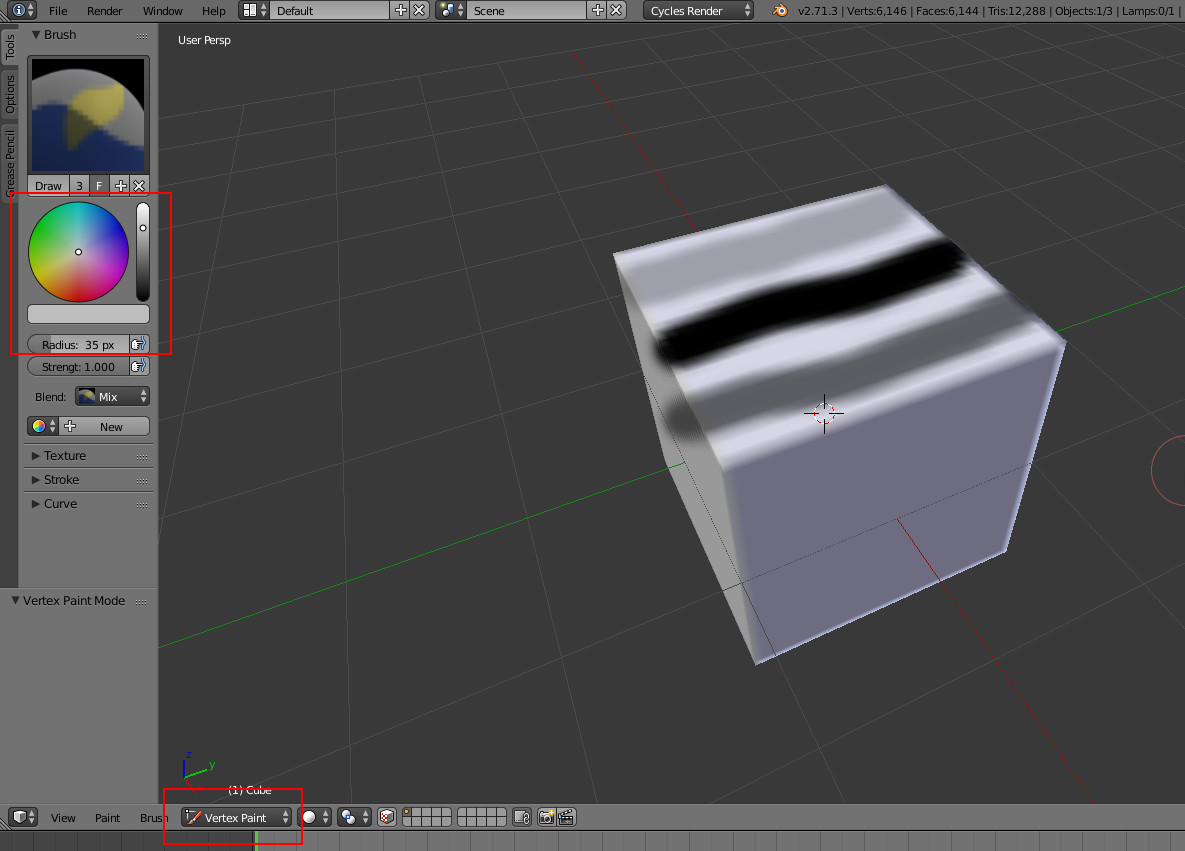 File Render Window Help Default Scene Cycles Render v2.71.3 | Verts:6,146 | Faces:6,144 | Tris:12,288 | Objects:1/3 | Lamps:0/1 |
Tools
Options
Grease Pencil
Brush
Draw 3 F
Radius: 35 px
Strengt: 1.000
Blend: Mix
New
Texture
Stroke
Curve
Vertex Paint Mode
User Persp
z
y
(1) Cube
View Paint Brush Vertex Paint